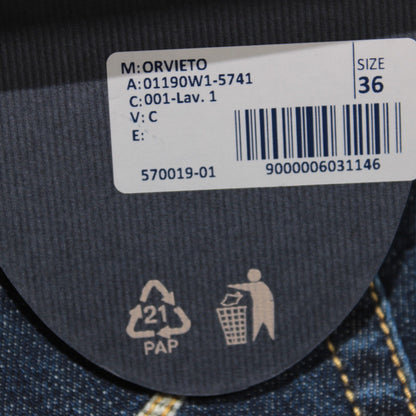 M:ORVIETO
A:01190W1-5741
C:001-Lav. 1
V: C
E:
SIZE
36
570019-01
9000006031146
21
PAP